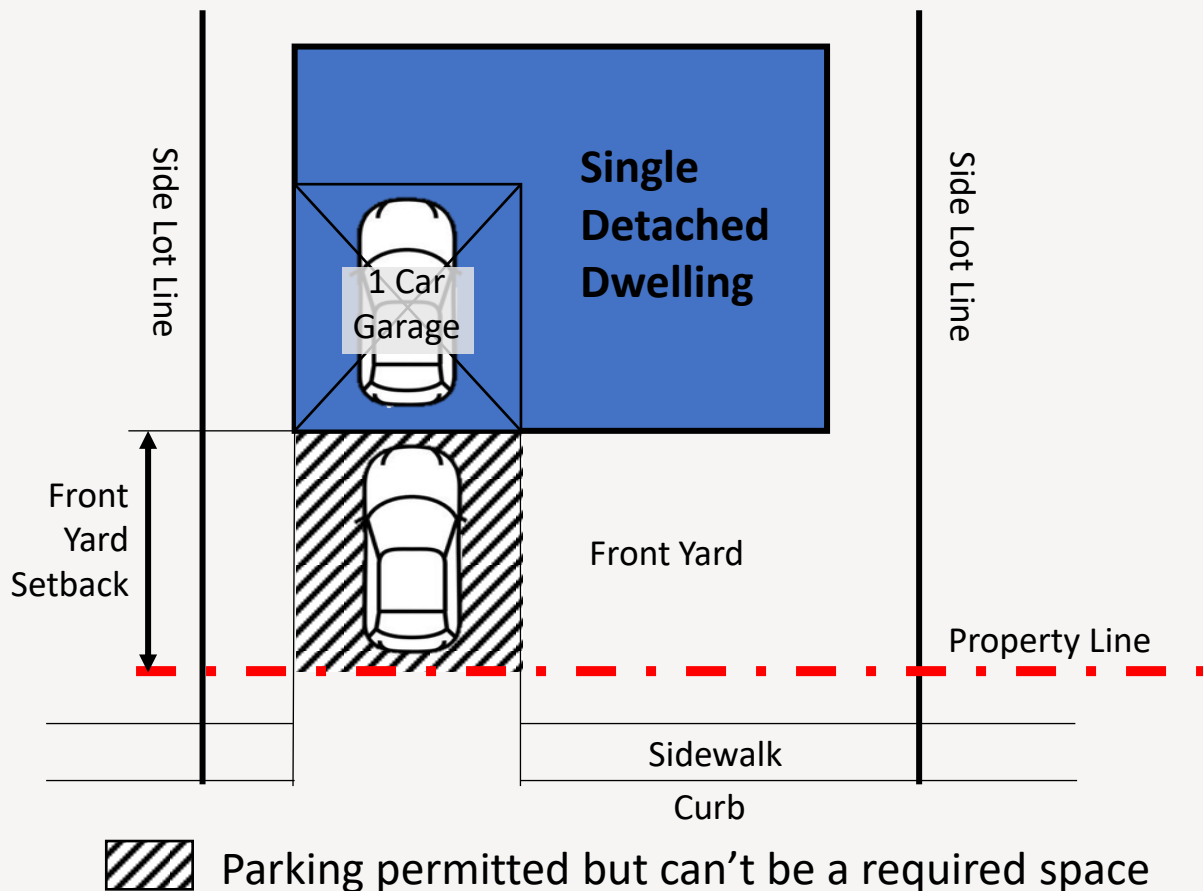 Side Lot Line
Single
Detached
Dwelling
Side Lot Line
1 Car
Garage
Front
Yard
Setback
Front Yard
Property Line
Sidewalk
Curb
Parking permitted but can’t be a required space